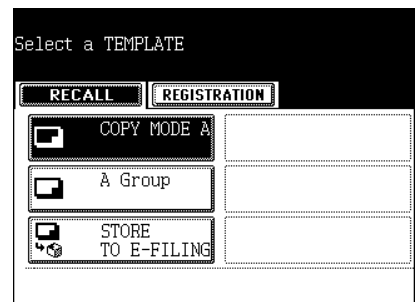 Select a TEMPLATE
RECALL
REGISTRATION
COPY MODE A
A Group
STORE
TO E-FILING